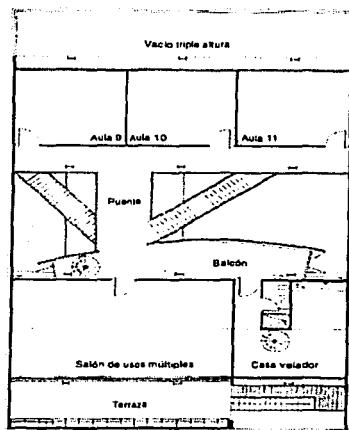 Vacío triple altura
Aula 9 Aula 10 Aula 11
Puente
Balcón
Salón de usos múltiples Casa velador
Terraza